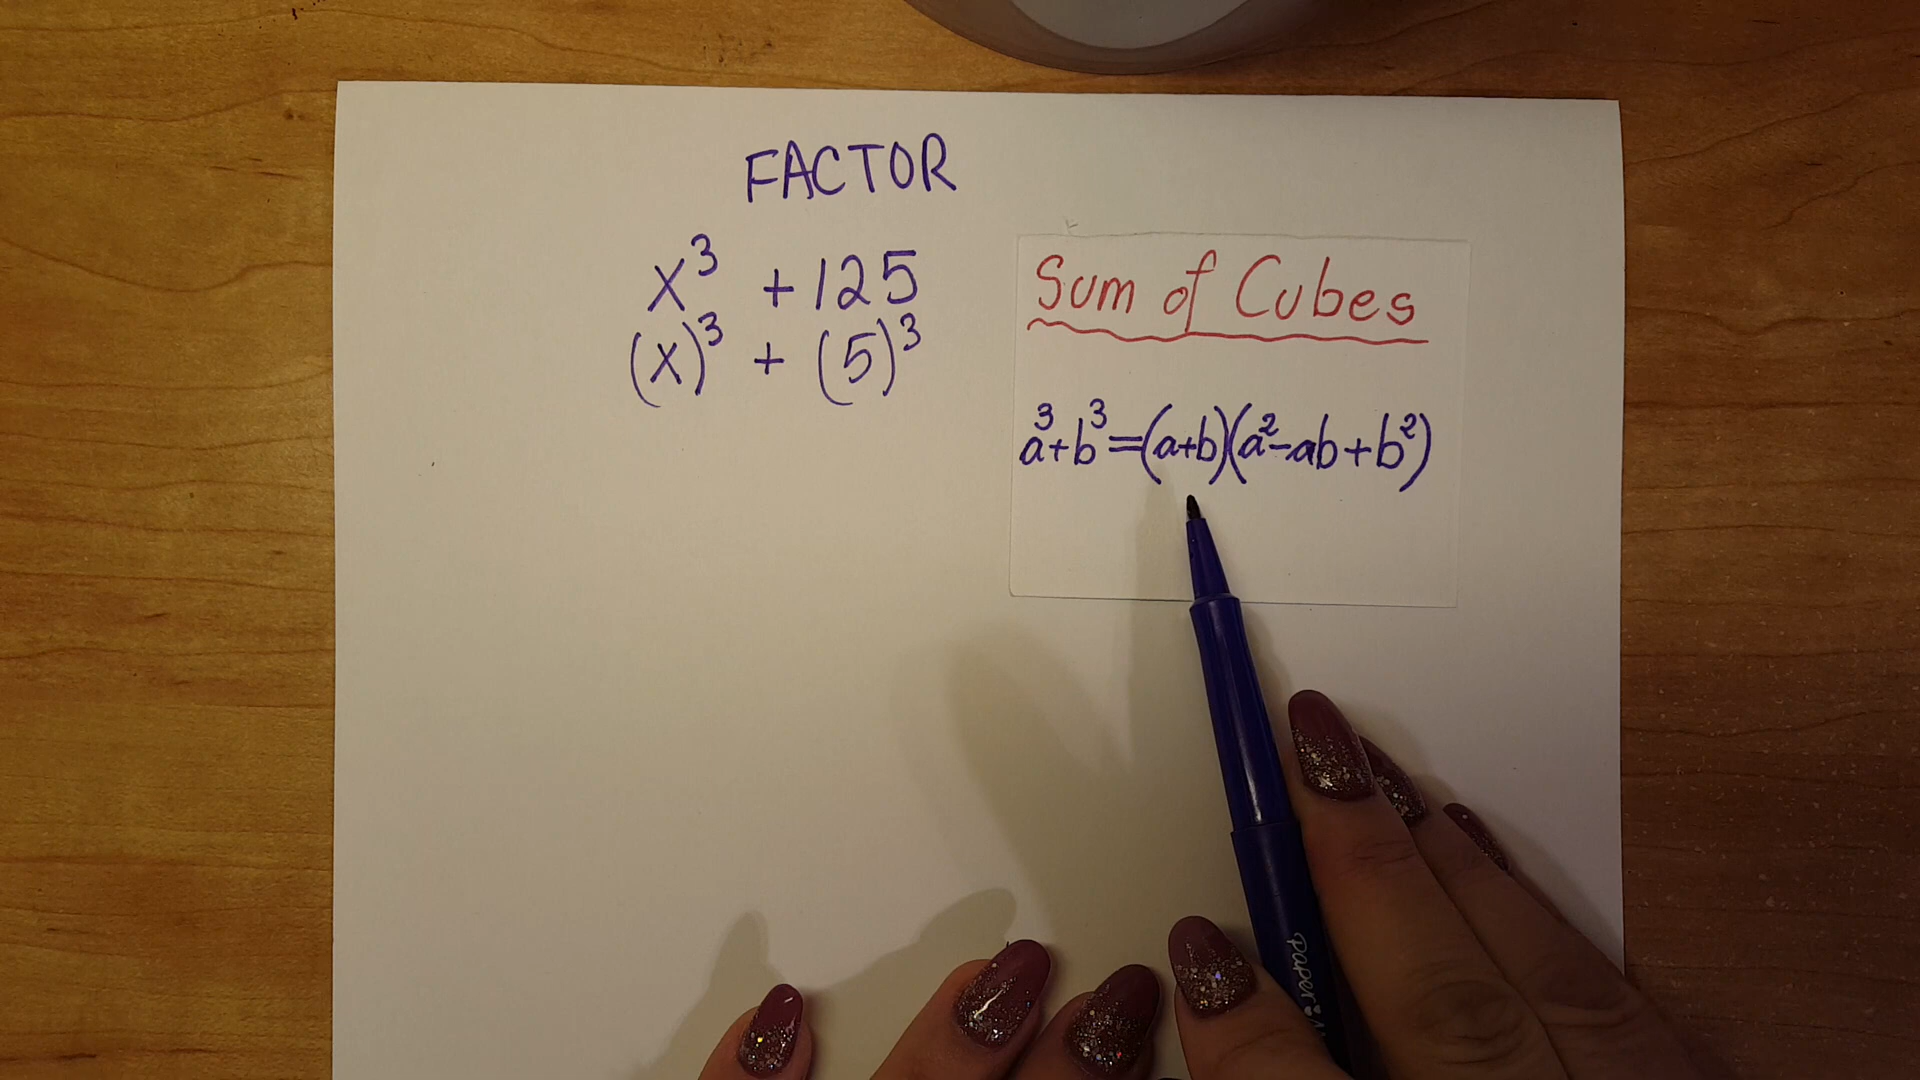 FACTOR
x³ + 125
(x)³ + (5)³
Sum of Cubes
a³+b³=(a+b)(a²-ab+b²)
Paper